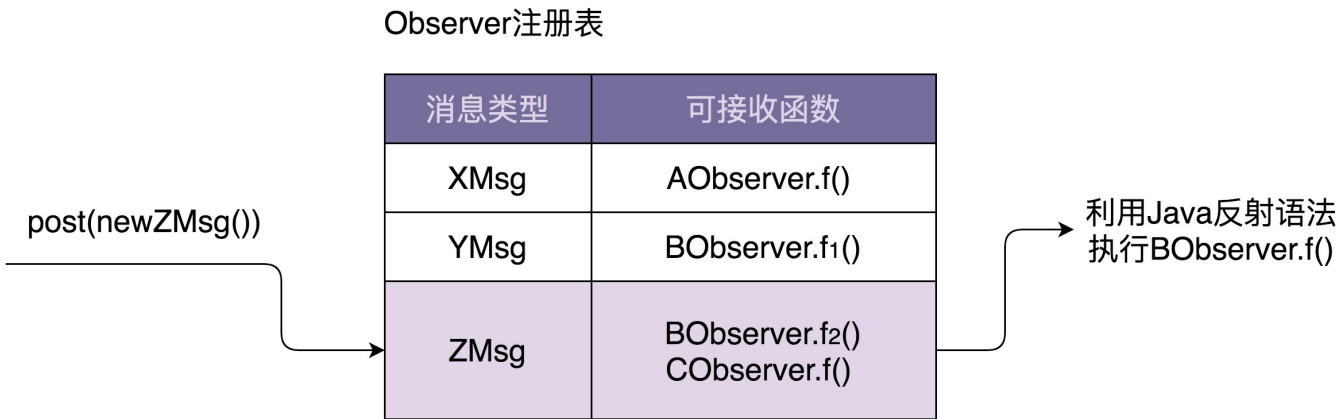 Observer注册表
消息类型 可接收函数
XMsg AObserver.f()
post(newZMsg())
YMsg BObserver.f1()
ZMsg BObserver.f2()
CObserver.f()
利用Java反射语法
执行BObserver.f()